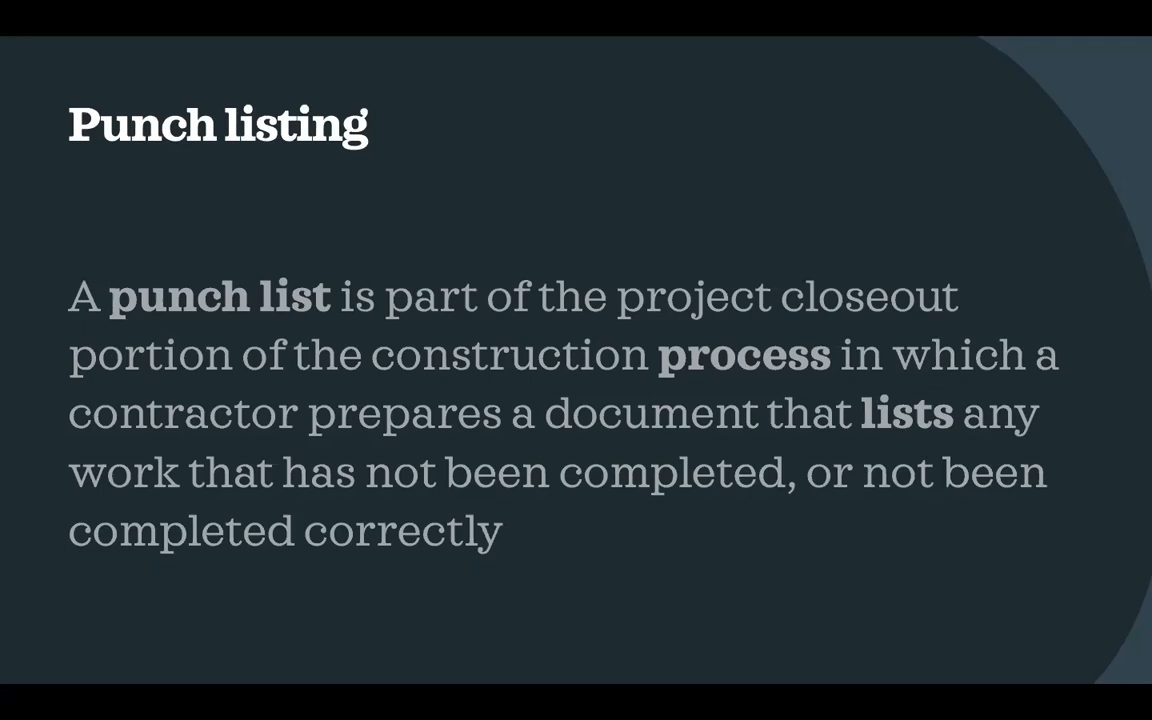 Punch listing
A punch list is part of the project closeout
portion of the construction process in which a
contractor prepares a document that lists any
work that has not been completed, or not been
completed correctly